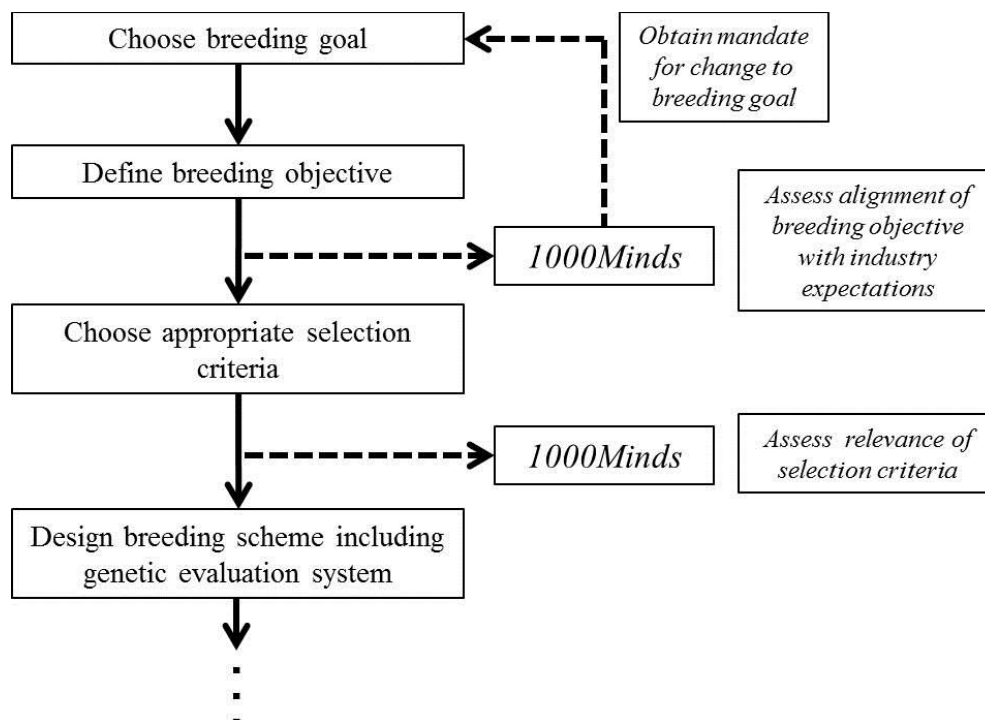 Choose breeding goal
Obtain mandate
for change to
breeding goal
Define breeding objective
Assess alignment of
breeding objective
with industry
expectations
1000Minds
Choose appropriate selection
criteria
1000Minds
Assess relevance of
selection criteria
Design breeding scheme including
genetic evaluation system